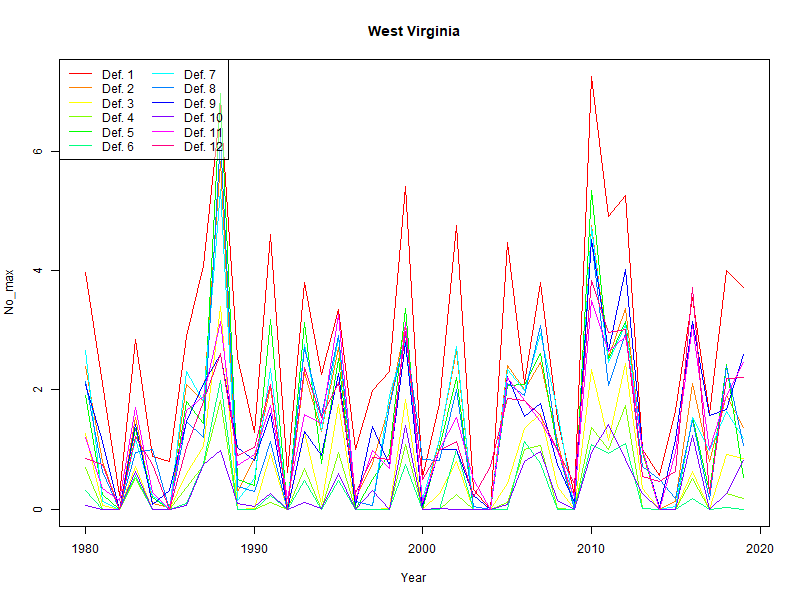 West Virginia
Def. 1
Def. 2
Def. 3
Def. 4
Def. 5
Def. 6
Def. 7
Def. 8
Def. 9
Def. 10
Def. 11
Def. 12
No_max
6
4
2
0
1980 1990 2000 2010 2020
Year